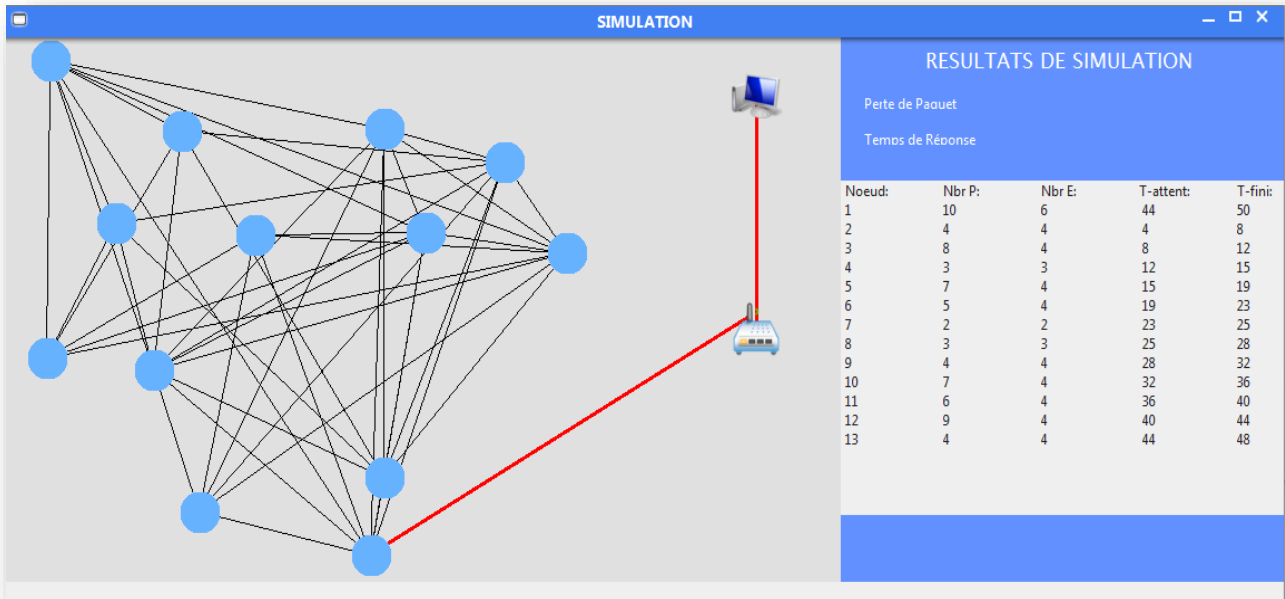 SIMULATION
RESULTATS DE SIMULATION
Perte de Paquet
Temps de Réponse
Noeud: Nbr P: Nbr E: T-attent: T-fini:
1 10 6 44 50
2 4 4 4 8
3 8 4 8 12
4 3 3 12 15
5 7 4 15 19
6 5 4 19 23
7 2 2 23 25
8 3 3 25 28
9 4 4 28 32
10 7 4 32 36
11 6 4 36 40
12 9 4 40 44
13 4 4 44 48